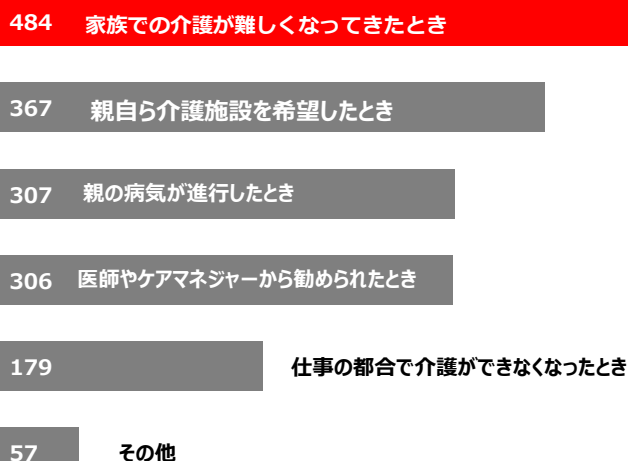 484 家族での介護が難しくなってきたとき
367 親自ら介護施設を希望したとき
307 親の病気が進行したとき
306 医師やケアマネジャーから勧められたとき
179 仕事の都合で介護ができなくなったとき
57 その他